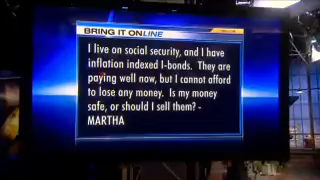 BRING IT ONLINE
I live on social security, and I have
inflation indexed I-bonds. They are
paying well now, but I cannot afford
to lose any money. Is my money
safe, or should I sell them? -
MARTHA